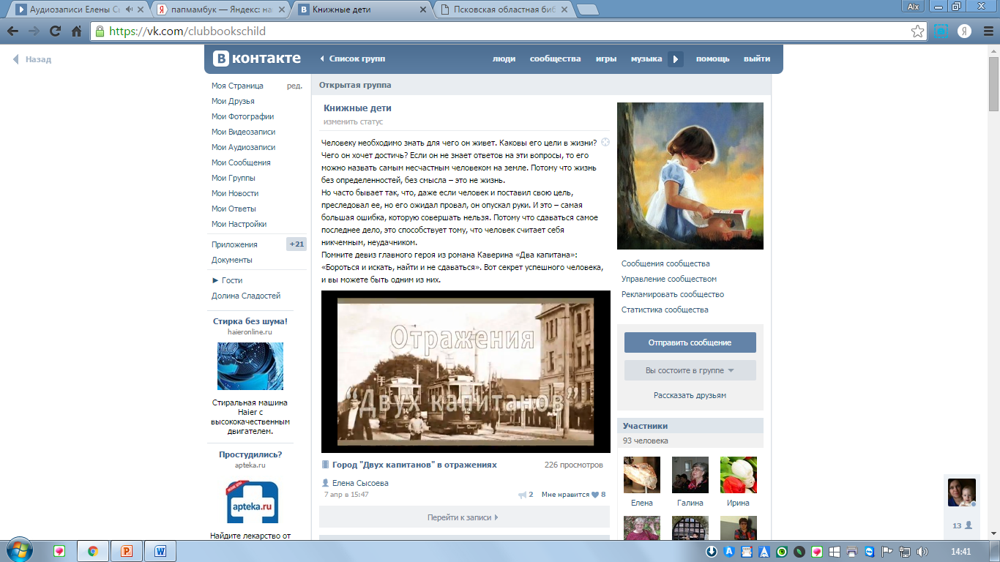 Аудиозаписи Елены Сы
папмамбук — Яндекс: на
Книжные дети
Псковская областная биб
Alx
https://vk.com/clubbookschild
Назад
В контакте
Список групп
люди
сообщества
игры
музыка
помощь
выйти
Моя Страница
ред.
Мои Друзья
Мои Фотографии
Мои Видеозаписи
Мои Аудиозаписи
Мои Сообщения
Мои Группы
Мои Новости
Мои Ответы
Мои Настройки
Приложения
+21
Документы
► Гости
Долина Сладостей
Стирка без шума!
haieronline.ru
Стиральная машина
Haier с
высококачественным
двигателем.
Простудились?
apteka.ru
apteka.ru
Найдите лекарство от
Открытая группа
Книжные дети
изменить статус
Человеку необходимо знать для чего он живет. Каковы его цели в жизни?
Чего он хочет достичь? Если он не знает ответов на эти вопросы, то его
можно назвать самым несчастным человеком на земле. Потому что жизнь
без определенностей, без смысла – это не жизнь.
Но часто бывает так, что, даже если человек и поставил свою цель,
преследовал ее, но его ожидал провал, он опускал руки. И это – самая
большая ошибка, которую совершать нельзя. Потому что сдаваться самое
последнее дело, это способствует тому, что человек считает себя
никчемным, неудачником.
Помните девиз главного героя из романа Каверина «Два капитана»:
«Бороться и искать, найти и не сдаваться». Вот секрет успешного человека,
и вы можете быть одним из них.
Отражения
“Двух капитанов”
Город "Двух капитанов" в отражениях
226 просмотров
Елена Сысоева
7 апр в 15:47
2
Мне нравится
8
Перейти к записи
Сообщения сообщества
Управление сообществом
Рекламировать сообщество
Статистика сообщества
Отправить сообщение
Вы состоите в группе
Рассказать друзьям
Участники
93 человека
Елена
Галина
Ирина
13
14:41